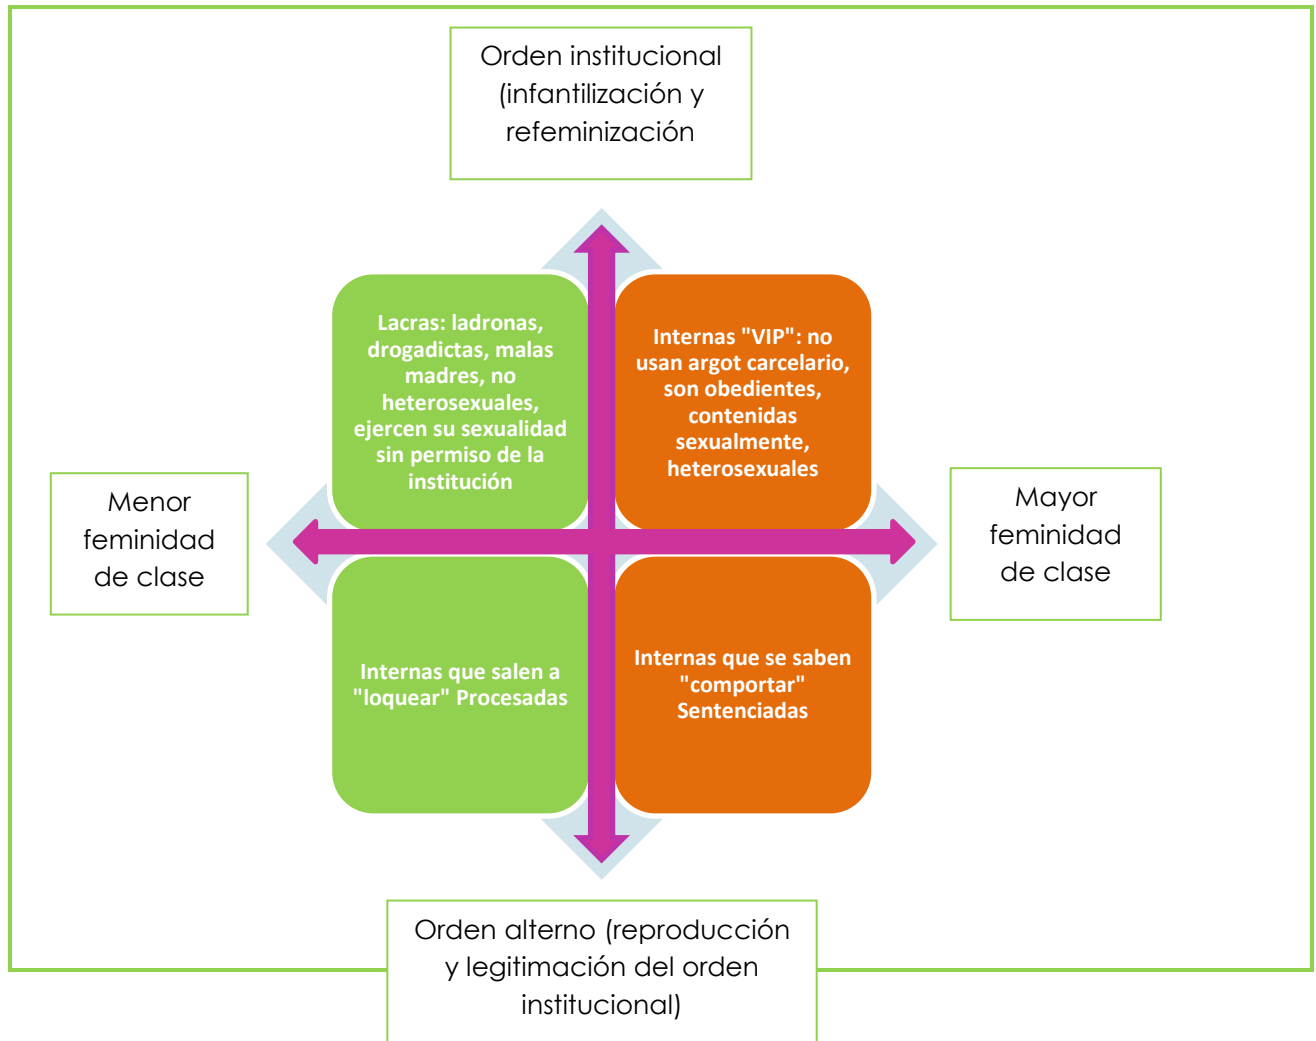 Orden institucional
(infantilización y
refeminización
Lacras: ladronas,
drogadictas, malas
madres, no
heterosexuales,
ejercen su sexualidad
sin permiso de la
institución
Internas "VIP": no
usan argot carcelario,
son obedientes,
contenidas
sexualmente,
heterosexuales
Menor
feminidad
de clase
Mayor
feminidad
de clase
Internas que salen a
"loquear" Procesadas
Internas que se saben
"comportar"
Sentenciadas
Orden alterno (reproducción
y legitimación del orden
institucional)